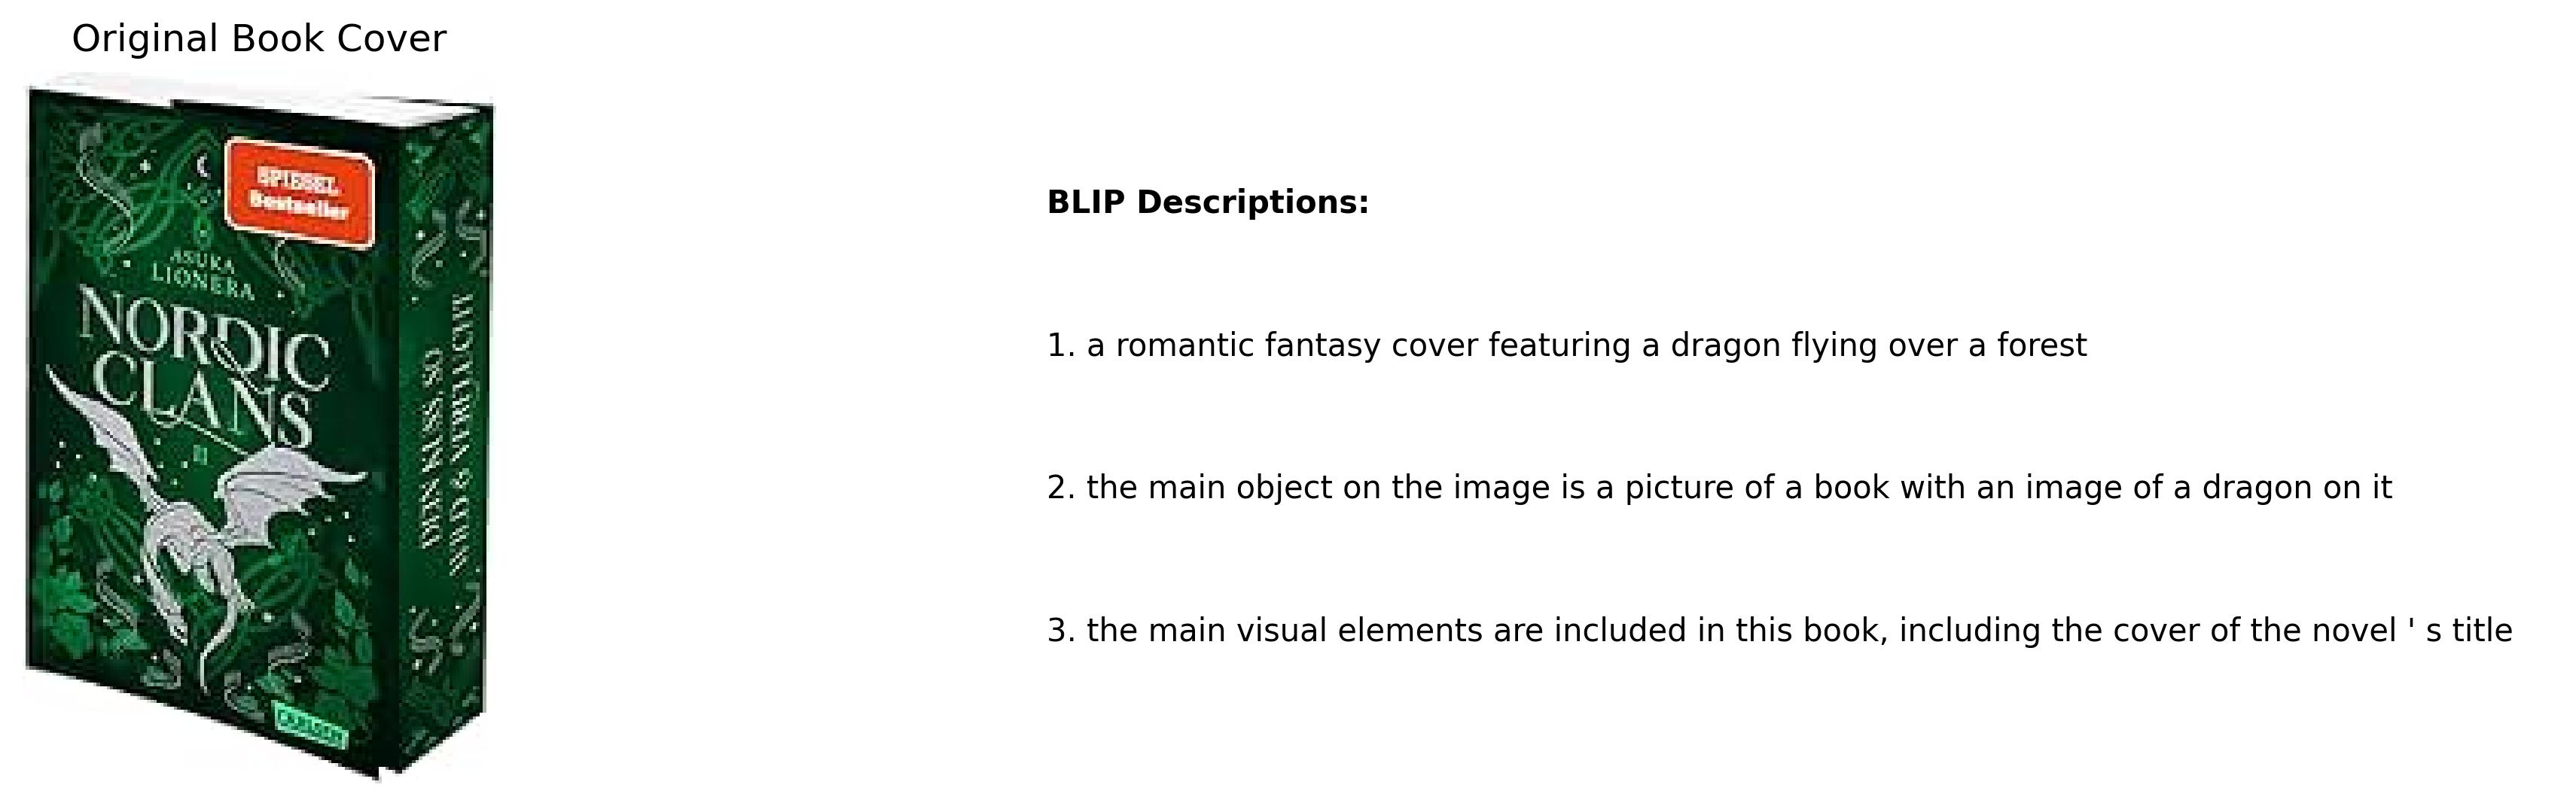 Original Book Cover
SPIEGEL
Bestseller
ASUKA
LIONERA
NORDIC
CLANS
II
CARLSEN
BLIP Descriptions:
1. a romantic fantasy cover featuring a dragon flying over a forest
2. the main object on the image is a picture of a book with an image of a dragon on it
3. the main visual elements are included in this book, including the cover of the novel ' s title